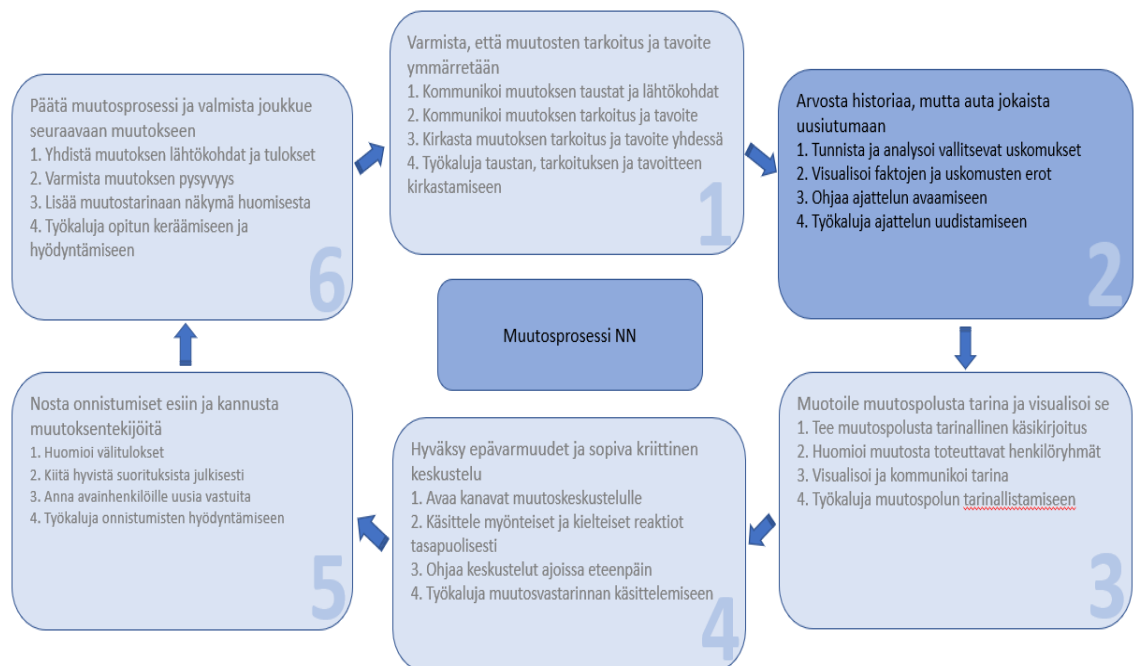 Varmista, että muutosten tarkoitus ja tavoite
ymmärretään
1. Kommunikoi muutoksen taustat ja lähtökohdat
2. Kommunikoi muutoksen tarkoitus ja tavoite
3. Kirkasta muutoksen tarkoitus ja tavoite yhdessä
4. Työkaluja taustan, tarkoituksen ja tavoitteen
kirkastamiseen
1
Arvosta historiaa, mutta auta jokaista
uusiutumaan
1. Tunnista ja analysoi vallitsevat uskomukset
2. Visualisoi faktojen ja uskomusten erot
3. Ohjaa ajattelun avaamiseen
4. Työkaluja ajattelun uudistamiseen
2
Muotoile muutospolusta tarina ja visualisoi se
1. Tee muutospolusta tarinallinen käsikirjoitus
2. Huomioi muutosta toteuttavat henkilöryhmät
3. Visualisoi ja kommunikoi tarina
4. Työkaluja muutospolun tarinallistamiseen
3
Hyväksy epävarmuudet ja sopiva kriittinen
keskustelu
1. Avaa kanavat muutoskeskustelulle
2. Käsittele myönteiset ja kielteiset reaktiot
tasapuolisesti
3. Ohjaa keskustelut ajoissa eteenpäin
4. Työkaluja muutosvastarinnan käsittelemiseen
4
Nosta onnistumiset esiin ja kannusta
muutoksentekijöitä
1. Huomioi välitulokset
2. Kiitä hyvistä suorituksista julkisesti
3. Anna avainhenkilöille uusia vastuita
4. Työkaluja onnistumisten hyödyntämiseen
5
Päätä muutosprosessi ja valmista joukkue
seuraavaan muutokseen
1. Yhdistä muutoksen lähtökohdat ja tulokset
2. Varmista muutoksen pysyvyys
3. Lisää muutostarinaan näkymä huomisesta
4. Työkaluja opitun keräämiseen ja
hyödyntämiseen
6
Muutosprosessi NN